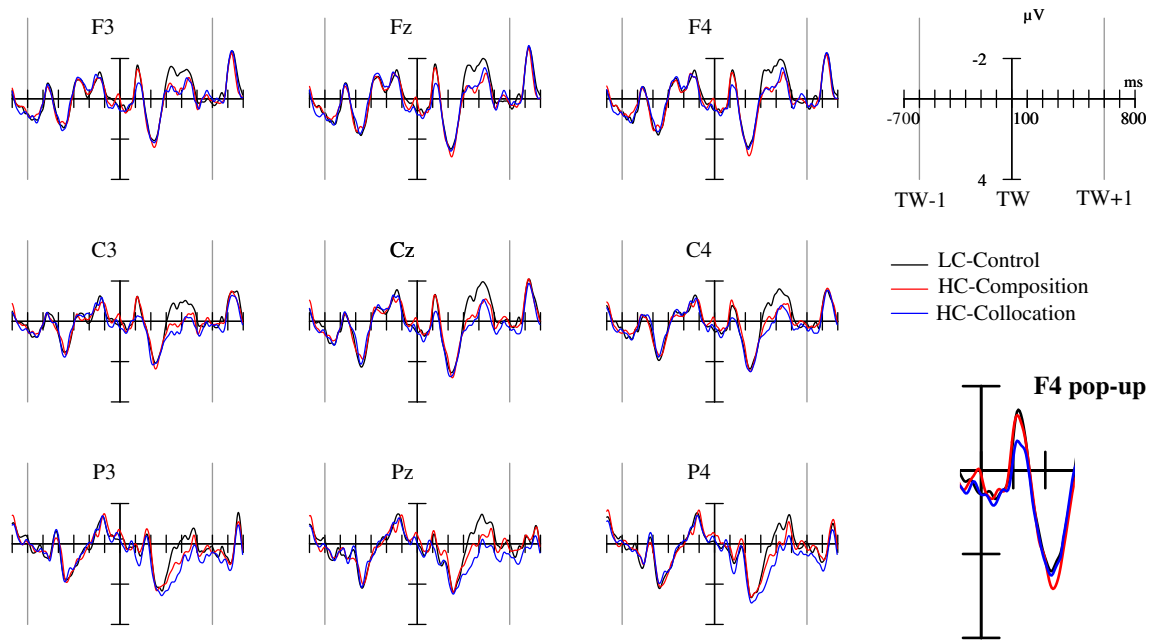 F3
Fz
F4
µV
-2
ms
-700
100
800
4
TW-1
TW
TW+1
C3
Cz
C4
LC-Control
HC-Composition
HC-Collocation
F4 pop-up
P3
Pz
P4